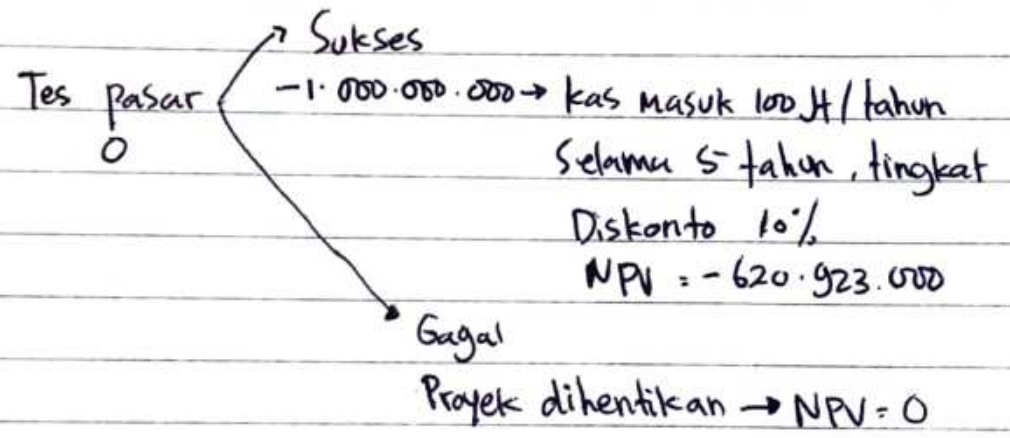 Sukses
Tes pasar -1.000.000.000 → kas masuk 100 Jt/tahun
0
Selama 5 tahun, tingkat
Diskonto 10%
NPV = -620.923.000
Gagal
Proyek dihentikan → NPV = 0